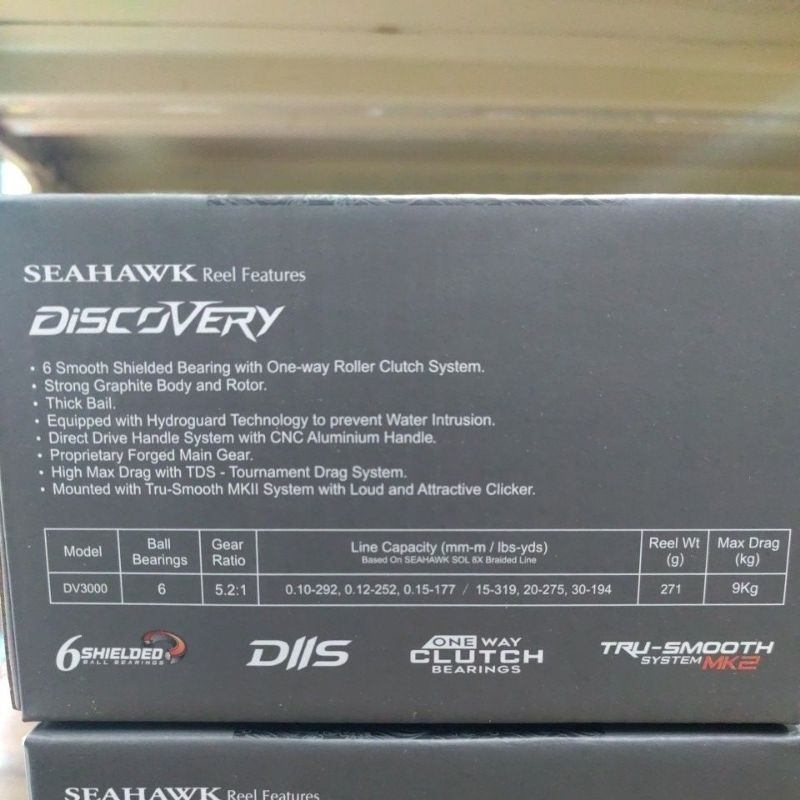 SEAHAWK Reel Features
DiSCOVERY
• 6 Smooth Shielded Bearing with One-way Roller Clutch System.
• Strong Graphite Body and Rotor.
• Thick Bail.
• Equipped with Hydroguard Technology to prevent Water Intrusion.
• Direct Drive Handle System with CNC Aluminium Handle.
• Proprietary Forged Main Gear.
• High Max Drag with TDS - Tournament Drag System.
• Mounted with Tru-Smooth MKII System with Loud and Attractive Clicker.
Model Ball Bearings Gear Ratio Line Capacity (mm-m / lbs-yds) Based On SEAHAWK SOL 8X Braided Line Reel Wt (g) Max Drag (kg)
DV3000 6 5.2:1 0.10-292, 0.12-252, 0.15-177 / 15-319, 20-275, 30-194 271 9Kg
6 SHIELDED
BALL BEARINGS
DIIS
ONE WAY
CLUTCH
BEARINGS
TRU-SMOOTH
SYSTEM MK2
SEAHAWK Reel Features